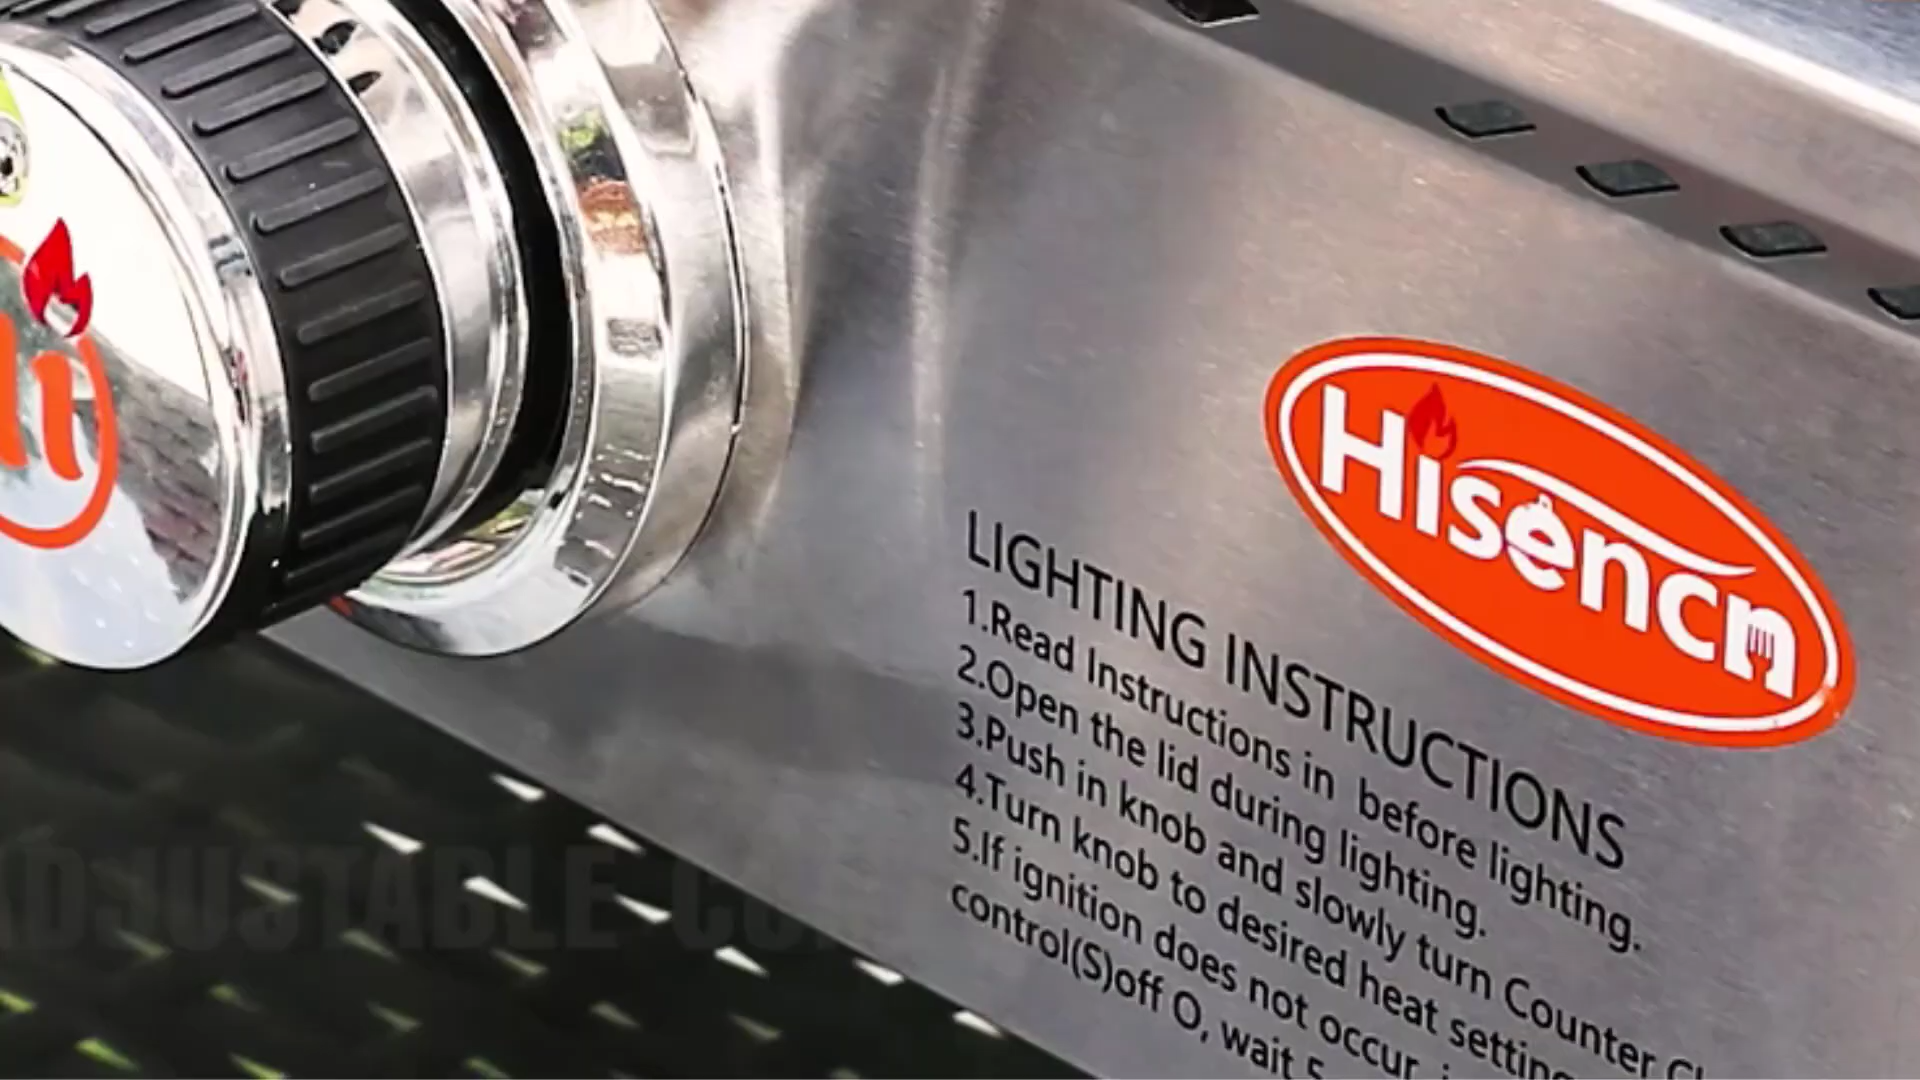 Hisencn
LIGHTING INSTRUCTIONS
1.Read Instructions in before lighting.
2.Open the lid during lighting.
3.Push in knob and slowly turn Counter
4.Turn knob to desired heat setting
5.If ignition does not occur
control(S)off O, wait 5
ADJUSTABLE